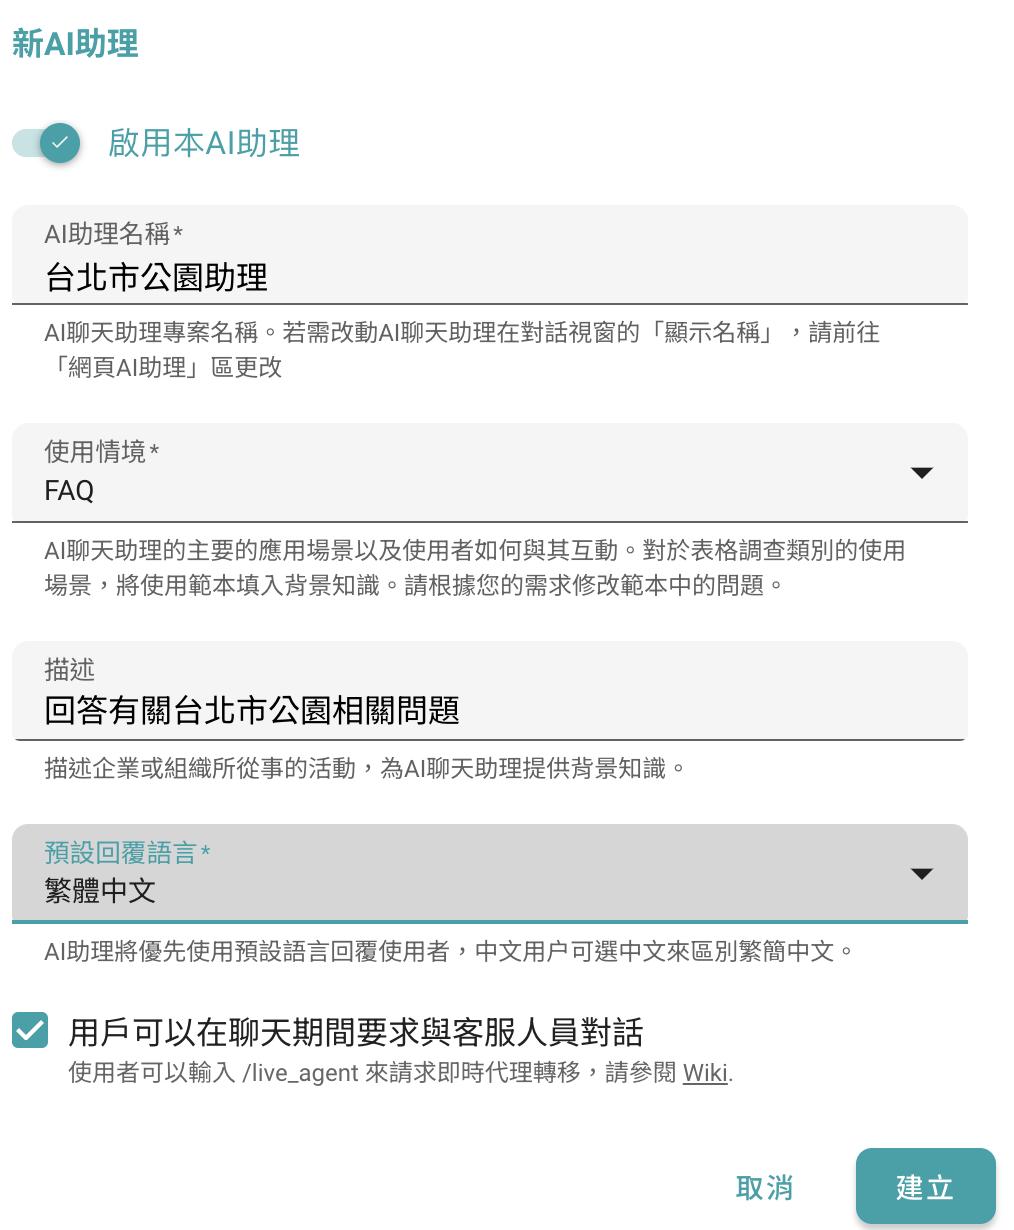 新AI助理
啟用本AI助理
AI助理名稱*
台北市公園助理
AI聊天助理專案名稱。若需改動AI聊天助理在對話視窗的「顯示名稱」，請前往
「網頁AI助理」區更改
使用情境*
FAQ
AI聊天助理的主要的應用場景以及使用者如何與其互動。對於表格調查類別的使用
場景，將使用範本填入背景知識。請根據您的需求修改範本中的問題。
描述
回答有關台北市公園相關問題
描述企業或組織所從事的活動，為AI聊天助理提供背景知識。
預設回覆語言*
繁體中文
AI助理將優先使用預設語言回覆使用者，中文用户可選中文來區別繁簡中文。
用戶可以在聊天期間要求與客服人員對話
使用者可以輸入 /live_agent 來請求即時代理轉移，請參閱 Wiki.
取消
建立